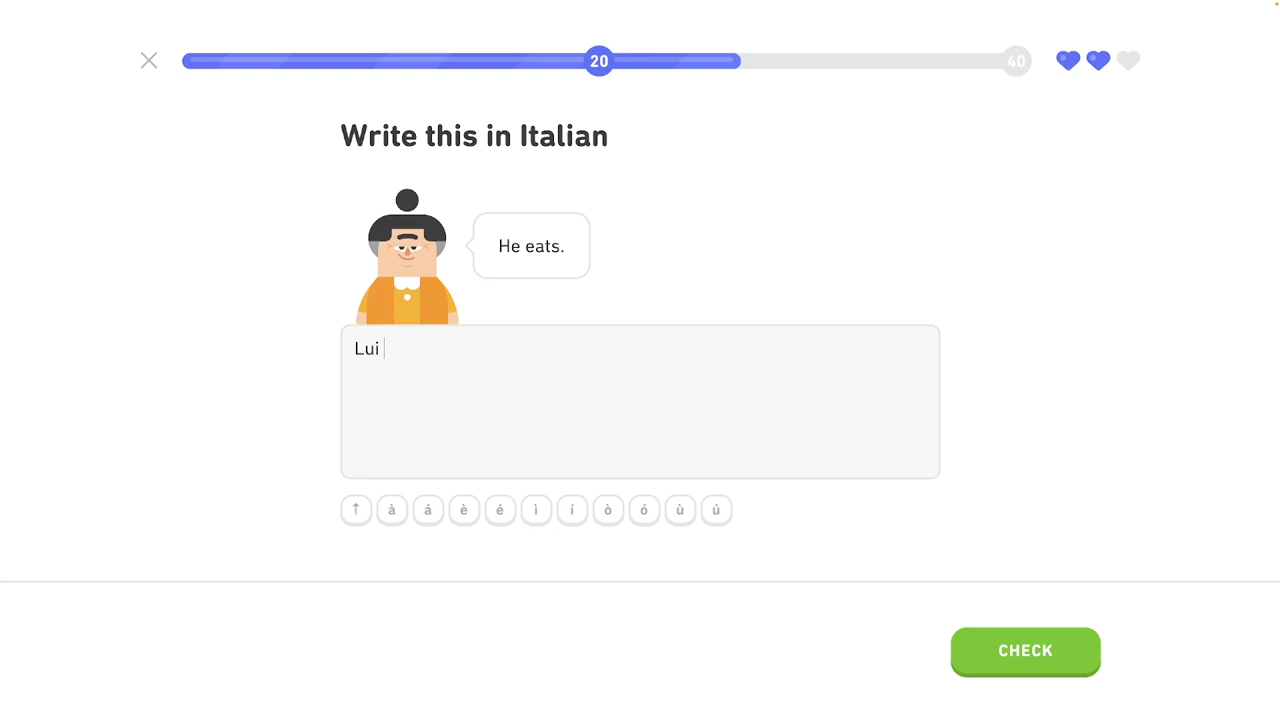 20
40
Write this in Italian
He eats.
Lui
↑ à á è é ì í ò ó ù ú
CHECK